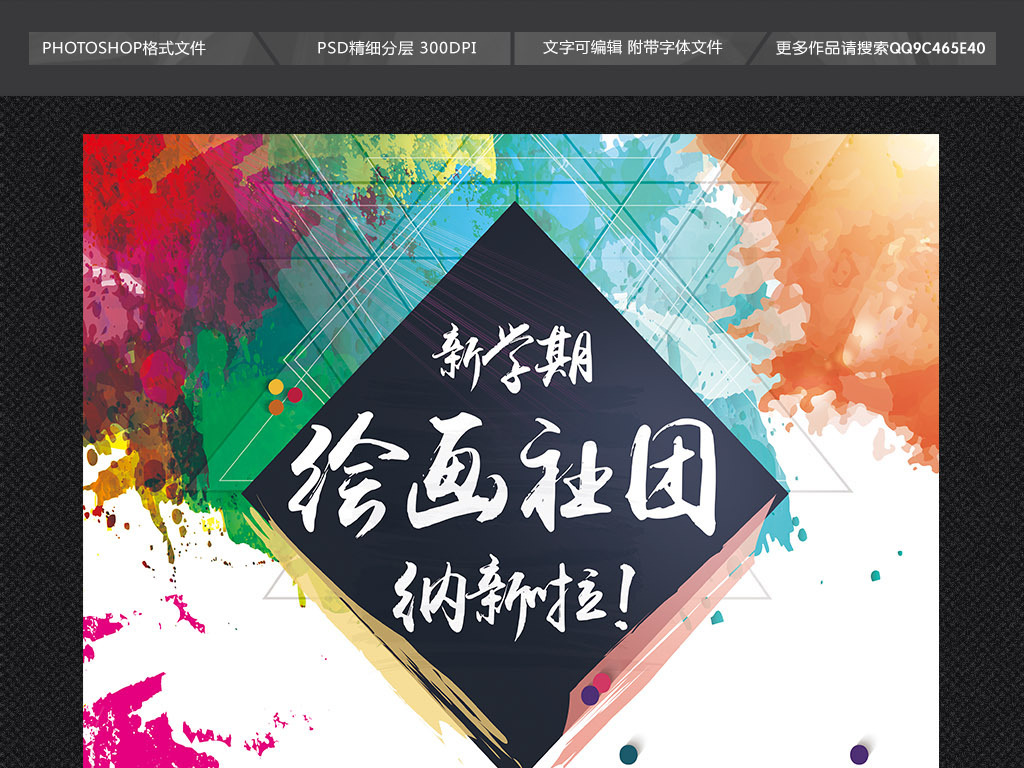 PHOTOSHOP格式文件
PSD精细分层 300DPI
文字可编辑 附带字体文件
更多作品请搜索QQ9C465E40
新学期
绘画社团
纳新啦!